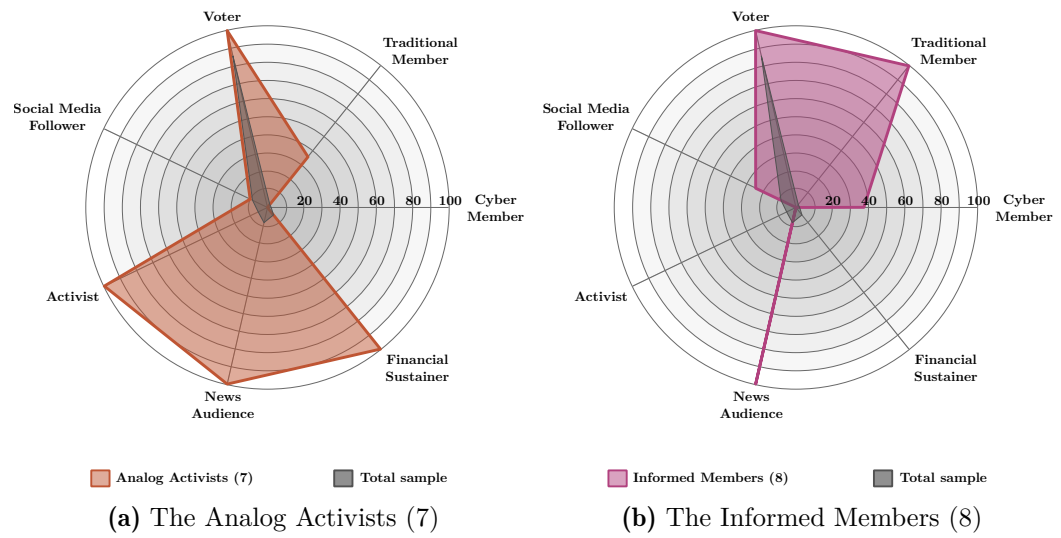 Voter
Traditional
Member
Social Media
Follower
20 40 60 80 100
Cyber
Member
Activist
Financial
Sustainer
News
Audience
Analog Activists (7)
Total sample
(a) The Analog Activists (7)
Voter
Traditional
Member
Social Media
Follower
20 40 60 80 100
Cyber
Member
Activist
Financial
Sustainer
News
Audience
Informed Members (8)
Total sample
(b) The Informed Members (8)